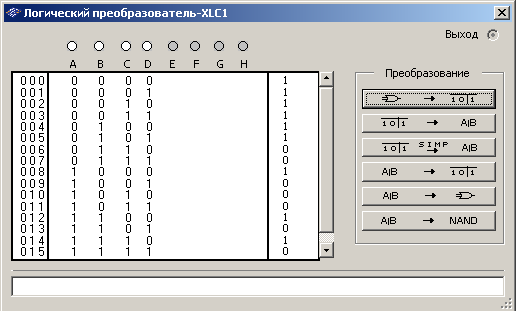 Логический преобразователь-XLC1
Выход
A B C D E F G H
000 0 0 0 0 1
001 0 0 0 1 1
002 0 0 1 0 1
003 0 0 1 1 1
004 0 1 0 0 1
005 0 1 0 1 1
006 0 1 1 0 0
007 0 1 1 1 0
008 1 0 0 0 1
009 1 0 0 1 0
010 1 0 1 0 0
011 1 0 1 1 0
012 1 1 0 0 1
013 1 1 0 1 0
014 1 1 1 0 1
015 1 1 1 1 0
Преобразование
→ 10|1
10|1 → A|B
10|1 SIMP → A|B
A|B → 10|1
A|B →
A|B → NAND